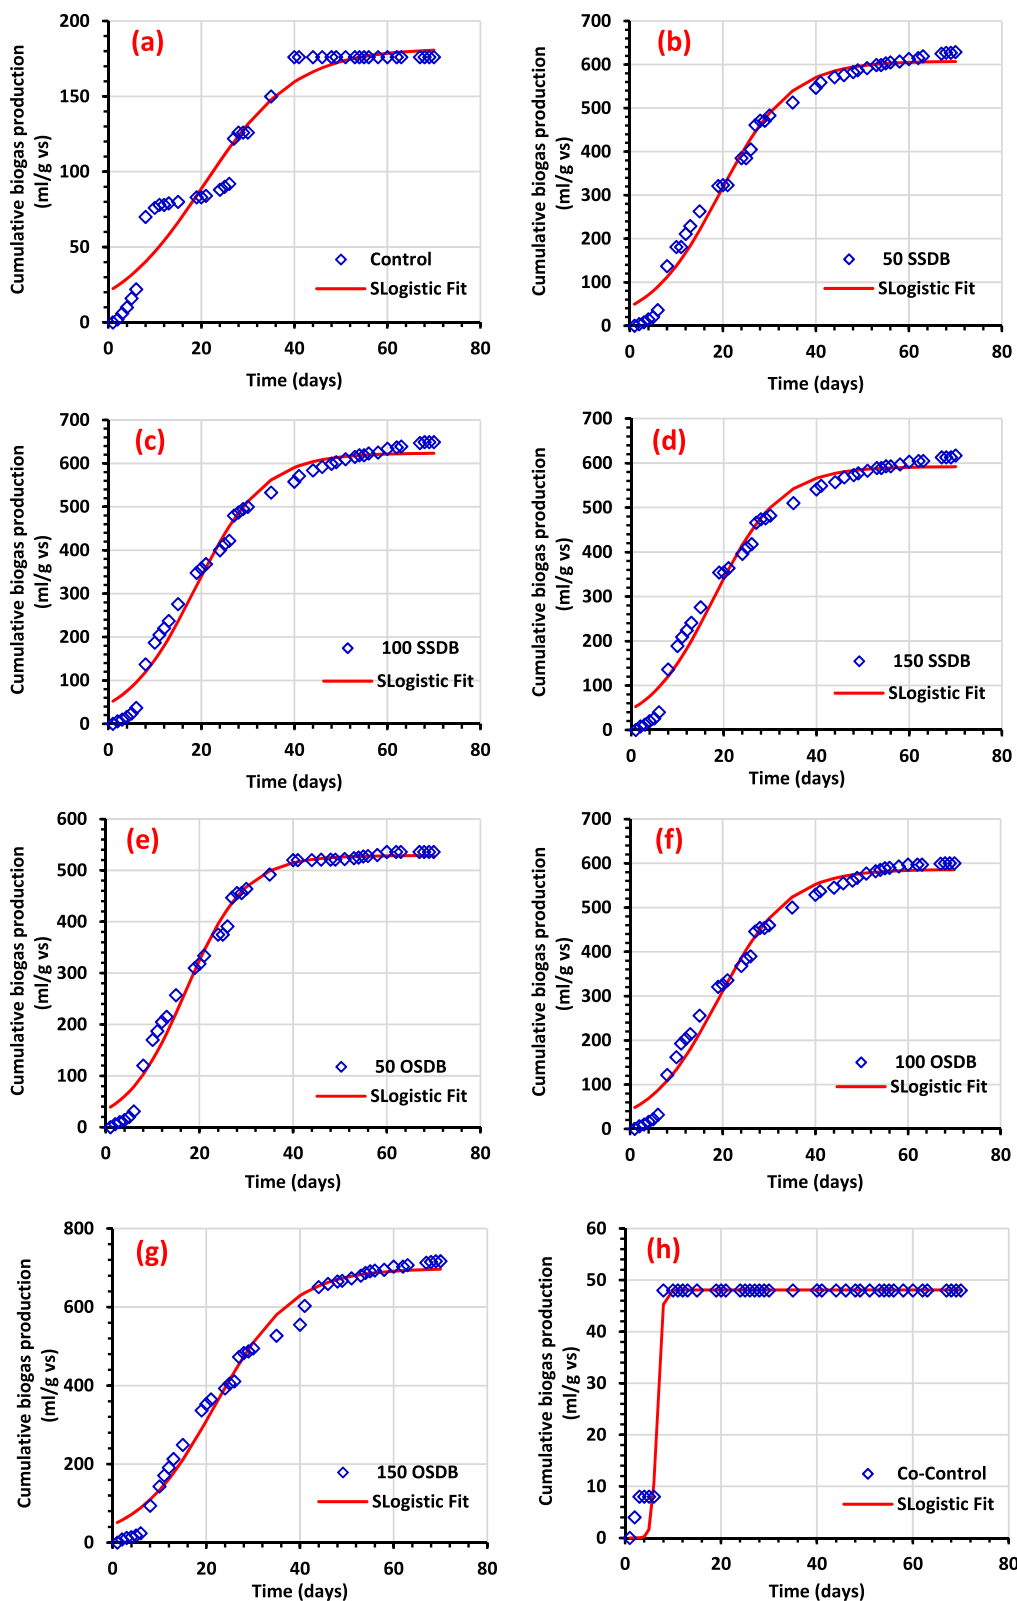 (a)
Cumulative biogas production
(ml/g vs)
200
150
100
50
0
0 20 40 60 80
Time (days)
Control
SLogistic Fit
(b)
Cumulative biogas production
(ml/g vs)
700
600
500
400
300
200
100
0
0 20 40 60 80
Time (days)
50 SSDB
SLogistic Fit
(c)
Cumulative biogas production
(ml/g vs)
700
600
500
400
300
200
100
0
0 20 40 60 80
Time (days)
100 SSDB
SLogistic Fit
(d)
Cumulative biogas production
(ml/g vs)
700
600
500
400
300
200
100
0
0 20 40 60 80
Time (days)
150 SSDB
SLogistic Fit
(e)
Cumulative biogas production
(ml/g vs)
600
500
400
300
200
100
0
0 20 40 60 80
Time (days)
50 OSDB
SLogistic Fit
(f)
Cumulative biogas production
(ml/g vs)
700
600
500
400
300
200
100
0
0 20 40 60 80
Time (days)
100 OSDB
SLogistic Fit
(g)
Cumulative biogas production
(ml/g vs)
800
600
400
200
0
0 20 40 60 80
Time (days)
150 OSDB
SLogistic Fit
(h)
Cumulative biogas production
(ml/g vs)
60
50
40
30
20
10
0
0 20 40 60 80
Time (days)
Co-Control
SLogistic Fit